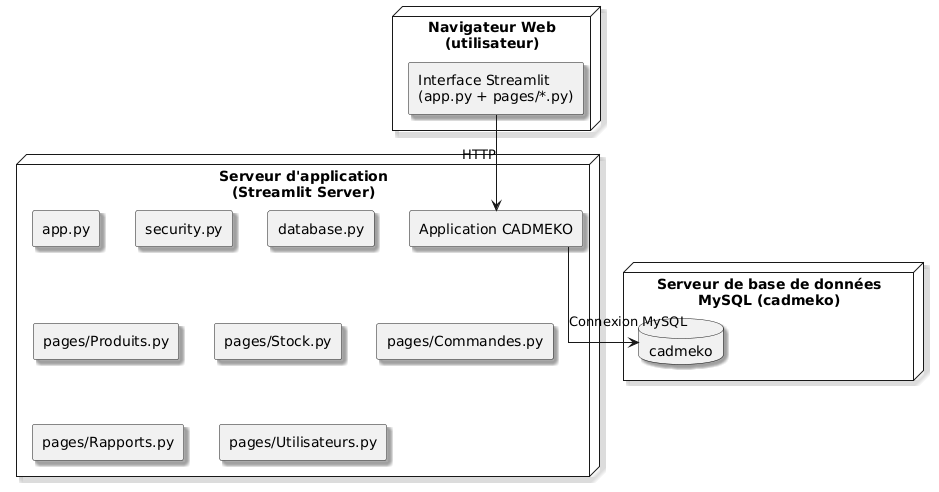 Navigateur Web
(utilisateur)
Interface Streamlit
(app.py + pages/*.py)
HTTP
Serveur d'application
(Streamlit Server)
app.py
security.py
database.py
Application CADMEKO
Serveur de base de données
MySQL (cadmeko)
Connexion MySQL
cadmeko
pages/Produits.py
pages/Stock.py
pages/Commandes.py
pages/Rapports.py
pages/Utilisateurs.py